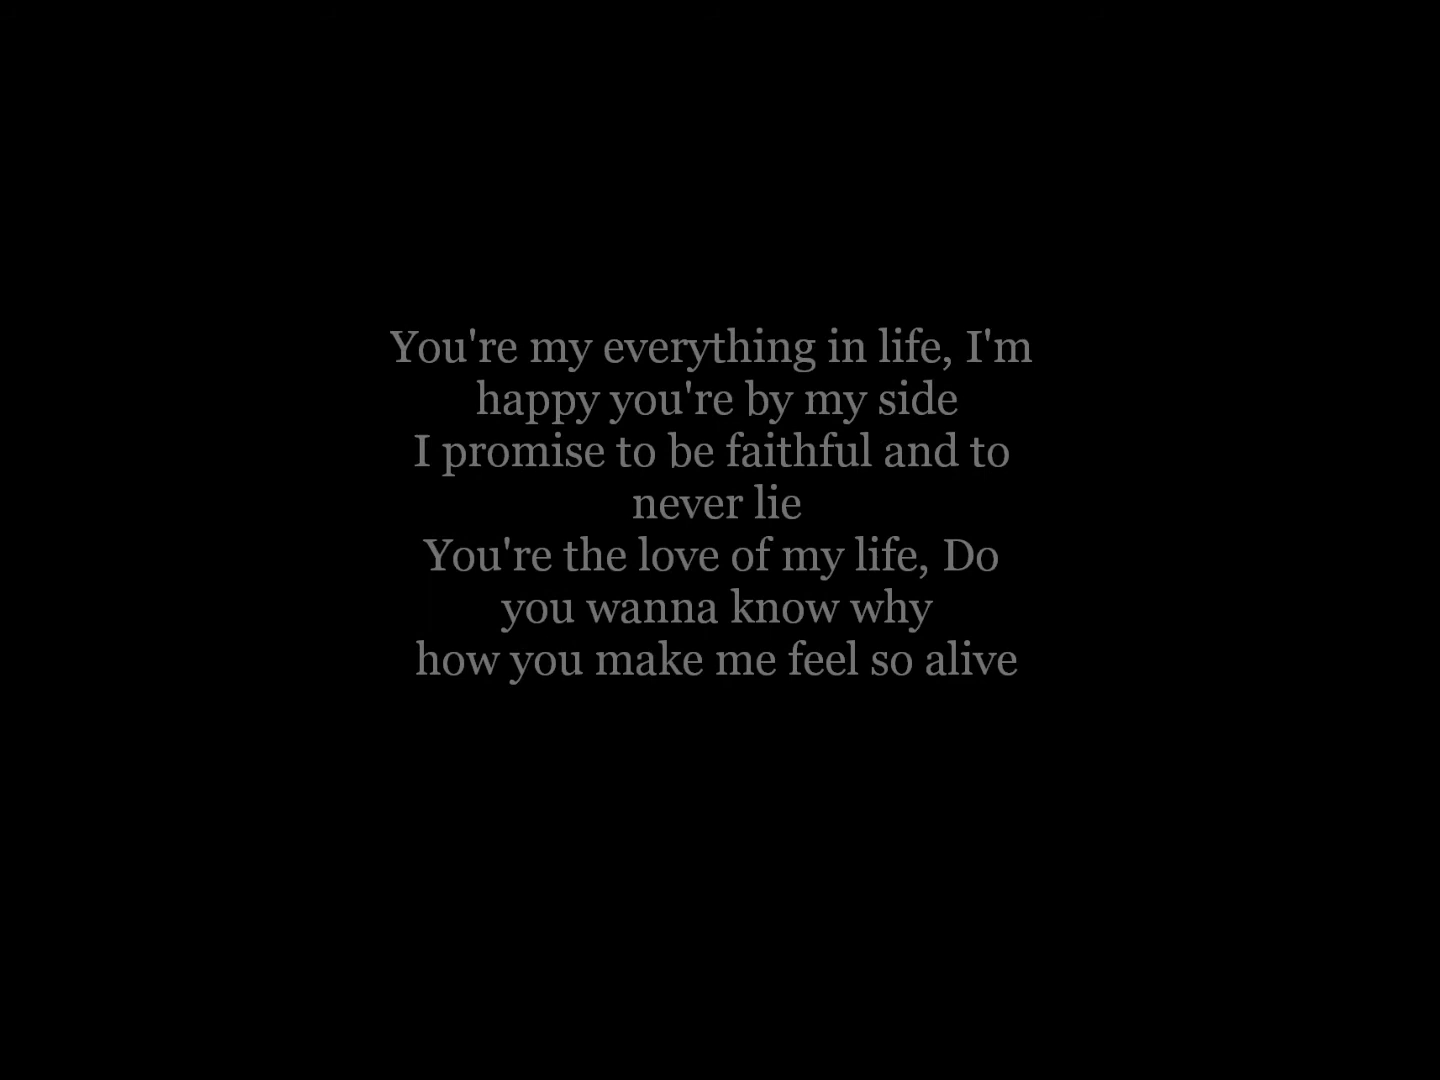 You're my everything in life, I'm
happy you're by my side
I promise to be faithful and to
never lie
You're the love of my life, Do
you wanna know why
how you make me feel so alive